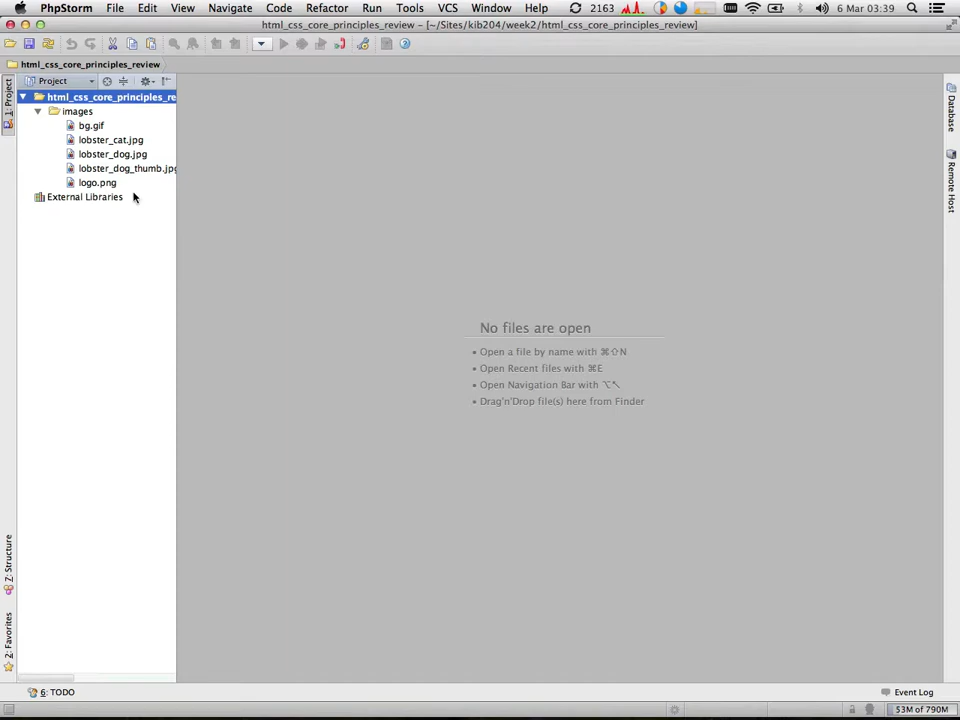 PhpStorm File Edit View Navigate Code Refactor Run Tools VCS Window Help 2163 6 Mar 03:39
html_css_core_principles_review - [~/Sites/kib204/week2/html_css_core_principles_review]
html_css_core_principles_review
1: Project
Project
html_css_core_principles_re
images
bg.gif
lobster_cat.jpg
lobster_dog.jpg
lobster_dog_thumb.jpg
logo.png
External Libraries
Database
Remote Host
No files are open
• Open a file by name with ⌘⇧N
• Open Recent files with ⌘E
• Open Navigation Bar with ⌥↖
• Drag'n'Drop file(s) here from Finder
7: Structure
2: Favorites
6: TODO
Event Log
53M of 790M